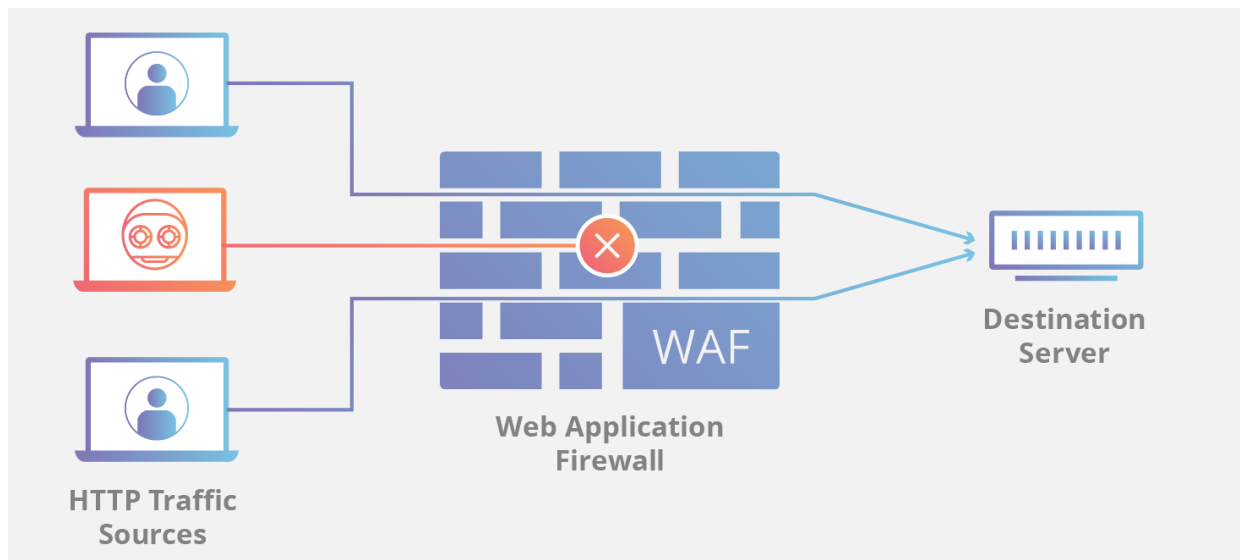 WAF
Web Application
Firewall
Destination
Server
HTTP Traffic
Sources